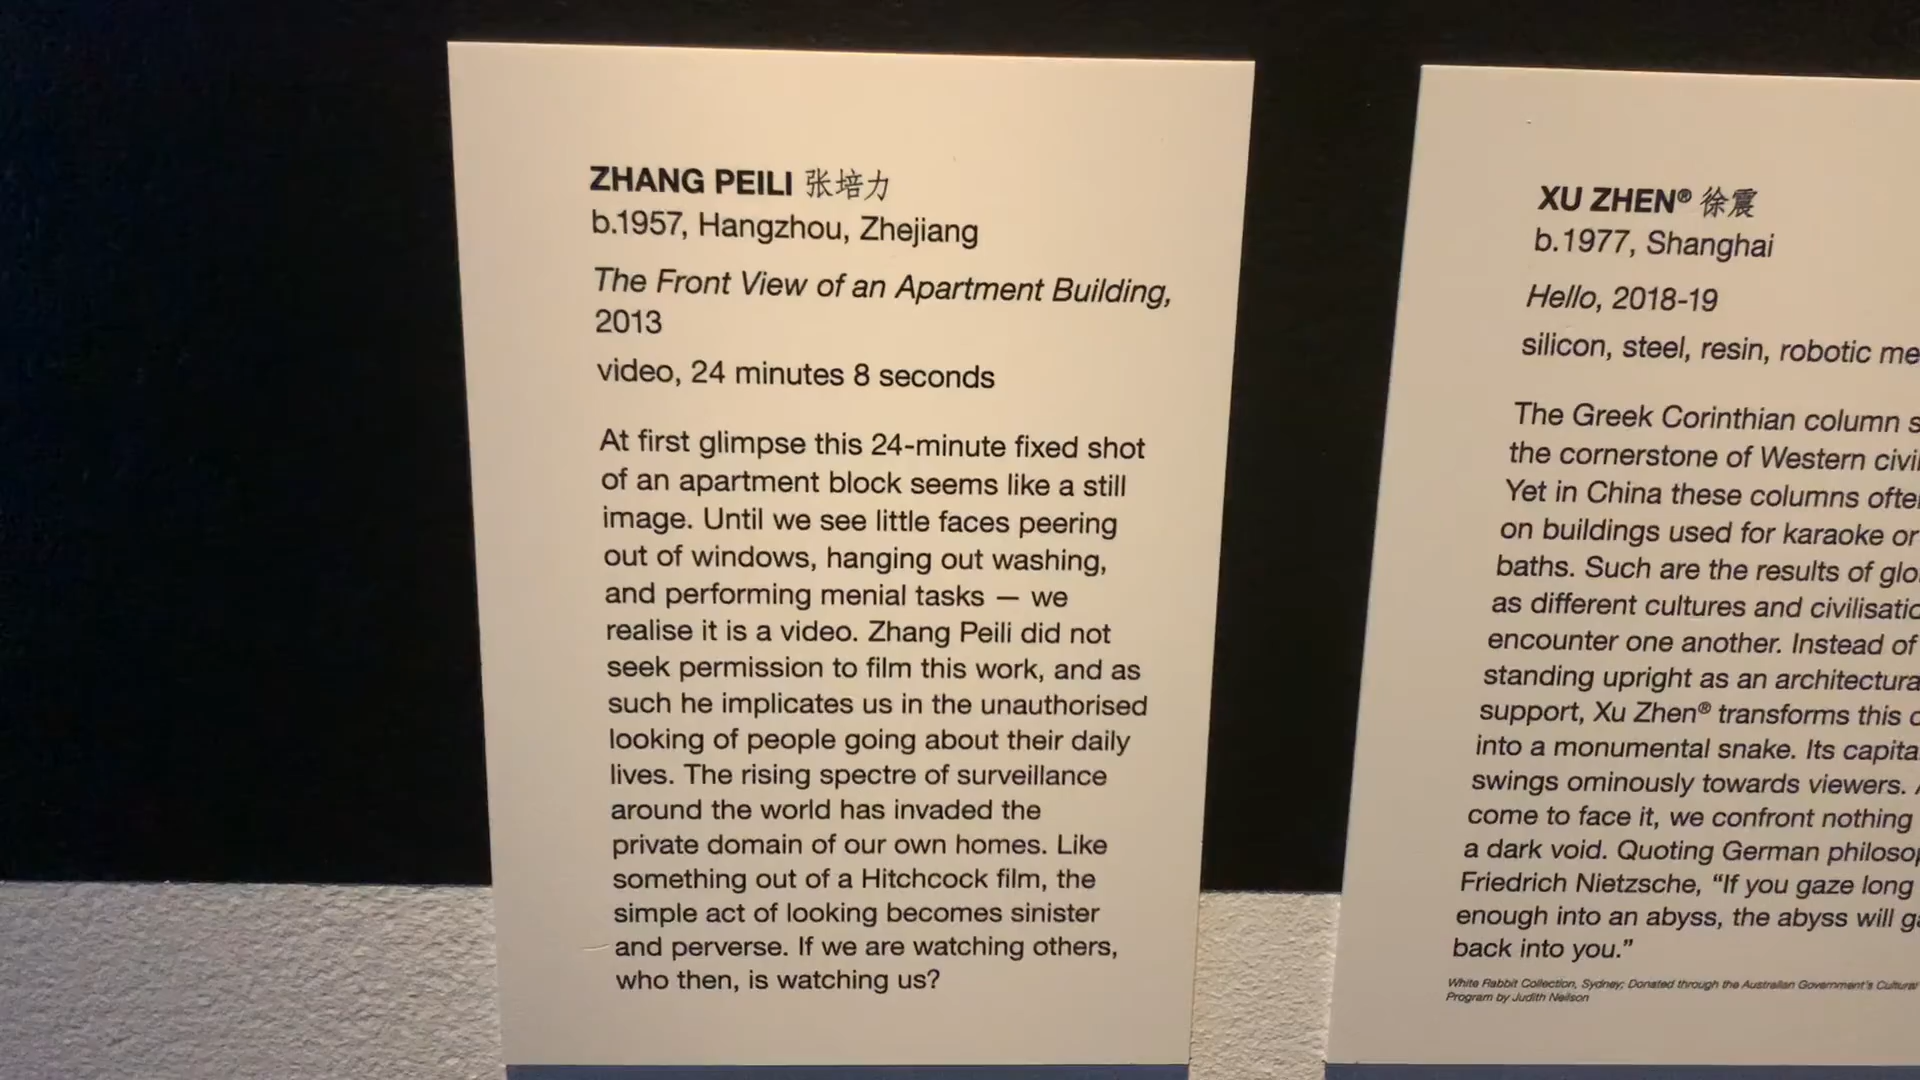 ZHANG PEILI 张培力
b.1957, Hangzhou, Zhejiang
The Front View of an Apartment Building,
2013
video, 24 minutes 8 seconds
At first glimpse this 24-minute fixed shot
of an apartment block seems like a still
image. Until we see little faces peering
out of windows, hanging out washing,
and performing menial tasks — we
realise it is a video. Zhang Peili did not
seek permission to film this work, and as
such he implicates us in the unauthorised
looking of people going about their daily
lives. The rising spectre of surveillance
around the world has invaded the
private domain of our own homes. Like
something out of a Hitchcock film, the
simple act of looking becomes sinister
and perverse. If we are watching others,
who then, is watching us?
XU ZHEN® 徐震
b.1977, Shanghai
Hello, 2018-19
silicon, steel, resin, robotic
The Greek Corinthian column
the cornerstone of Western
Yet in China these columns
on buildings used for karaoke or
baths. Such are the results of
as different cultures and
encounter one another. Instead of
standing upright as an
support, Xu Zhen® transforms this
into a monumental snake. Its
swings ominously towards viewers.
come to face it, we confront nothing
a dark void. Quoting German
Friedrich Nietzsche, “If you gaze long
enough into an abyss, the abyss will
back into you.”
White Rabbit Collection, Sydney; Donated through the Australian Government's Cultural
Program by Judith Neilson